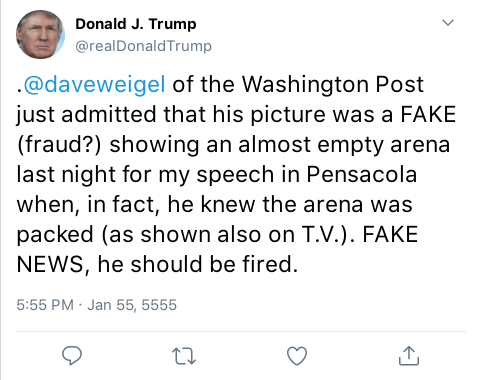 Donald J. Trump
@realDonaldTrump
.@daveweigel of the Washington Post
just admitted that his picture was a FAKE
(fraud?) showing an almost empty arena
last night for my speech in Pensacola
when, in fact, he knew the arena was
packed (as shown also on T.V.). FAKE
NEWS, he should be fired.
5:55 PM · Jan 55, 5555